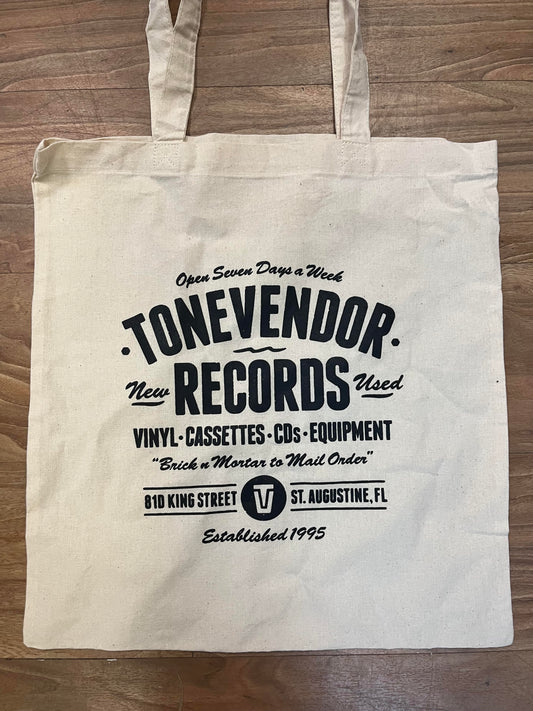 Open Seven Days a Week
·TONEVENDOR·
New RECORDS Used
VINYL·CASSETTES·CDs·EQUIPMENT
"Brick n Mortar to Mail Order"
81D KING STREET TV ST. AUGUSTINE, FL
Established 1995